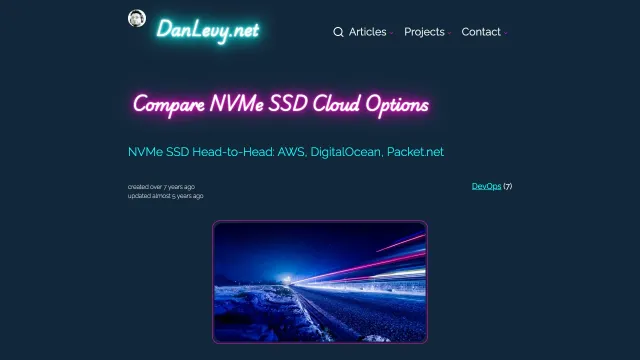 DanLevy.net
Articles
Projects
Contact
Compare NVMe SSD Cloud Options
NVMe SSD Head-to-Head: AWS, DigitalOcean, Packet.net
created over 7 years ago
DevOps (7)
updated almost 5 years ago